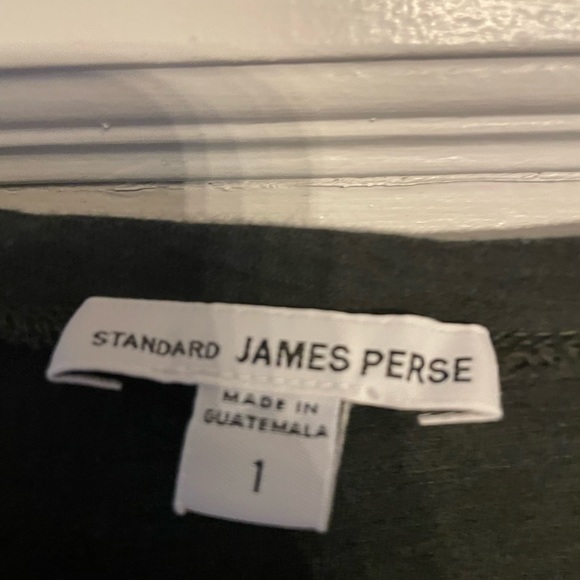 STANDARD JAMES PERSE
MADE IN
GUATEMALA
1